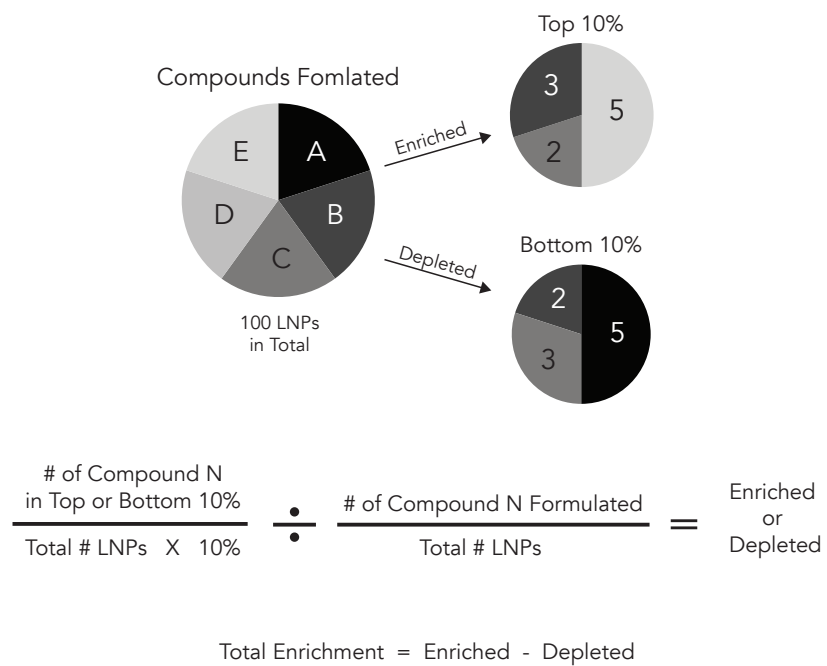 Top 10%
Compounds Fomlated
3
5
2
Enriched
E
A
D
B
C
Depleted
Bottom 10%
2
5
3
100 LNPs
in Total
# of Compound N
in Top or Bottom 10%
Total # LNPs X 10%
÷
# of Compound N Formulated
Total # LNPs
=
Enriched
or
Depleted
Total Enrichment = Enriched - Depleted